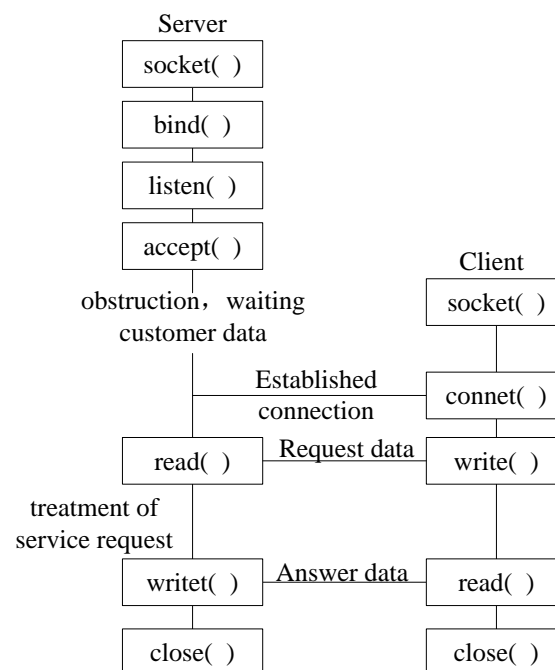 Server
socket(  )
bind(  )
listen(  )
accept(  )
obstruction，waiting
customer data
Client
socket(  )
Established
connection
connet(  )
read(  )
Request data
write(  )
treatment of
service request
writet(  )
Answer data
read(  )
close(  )
close(  )